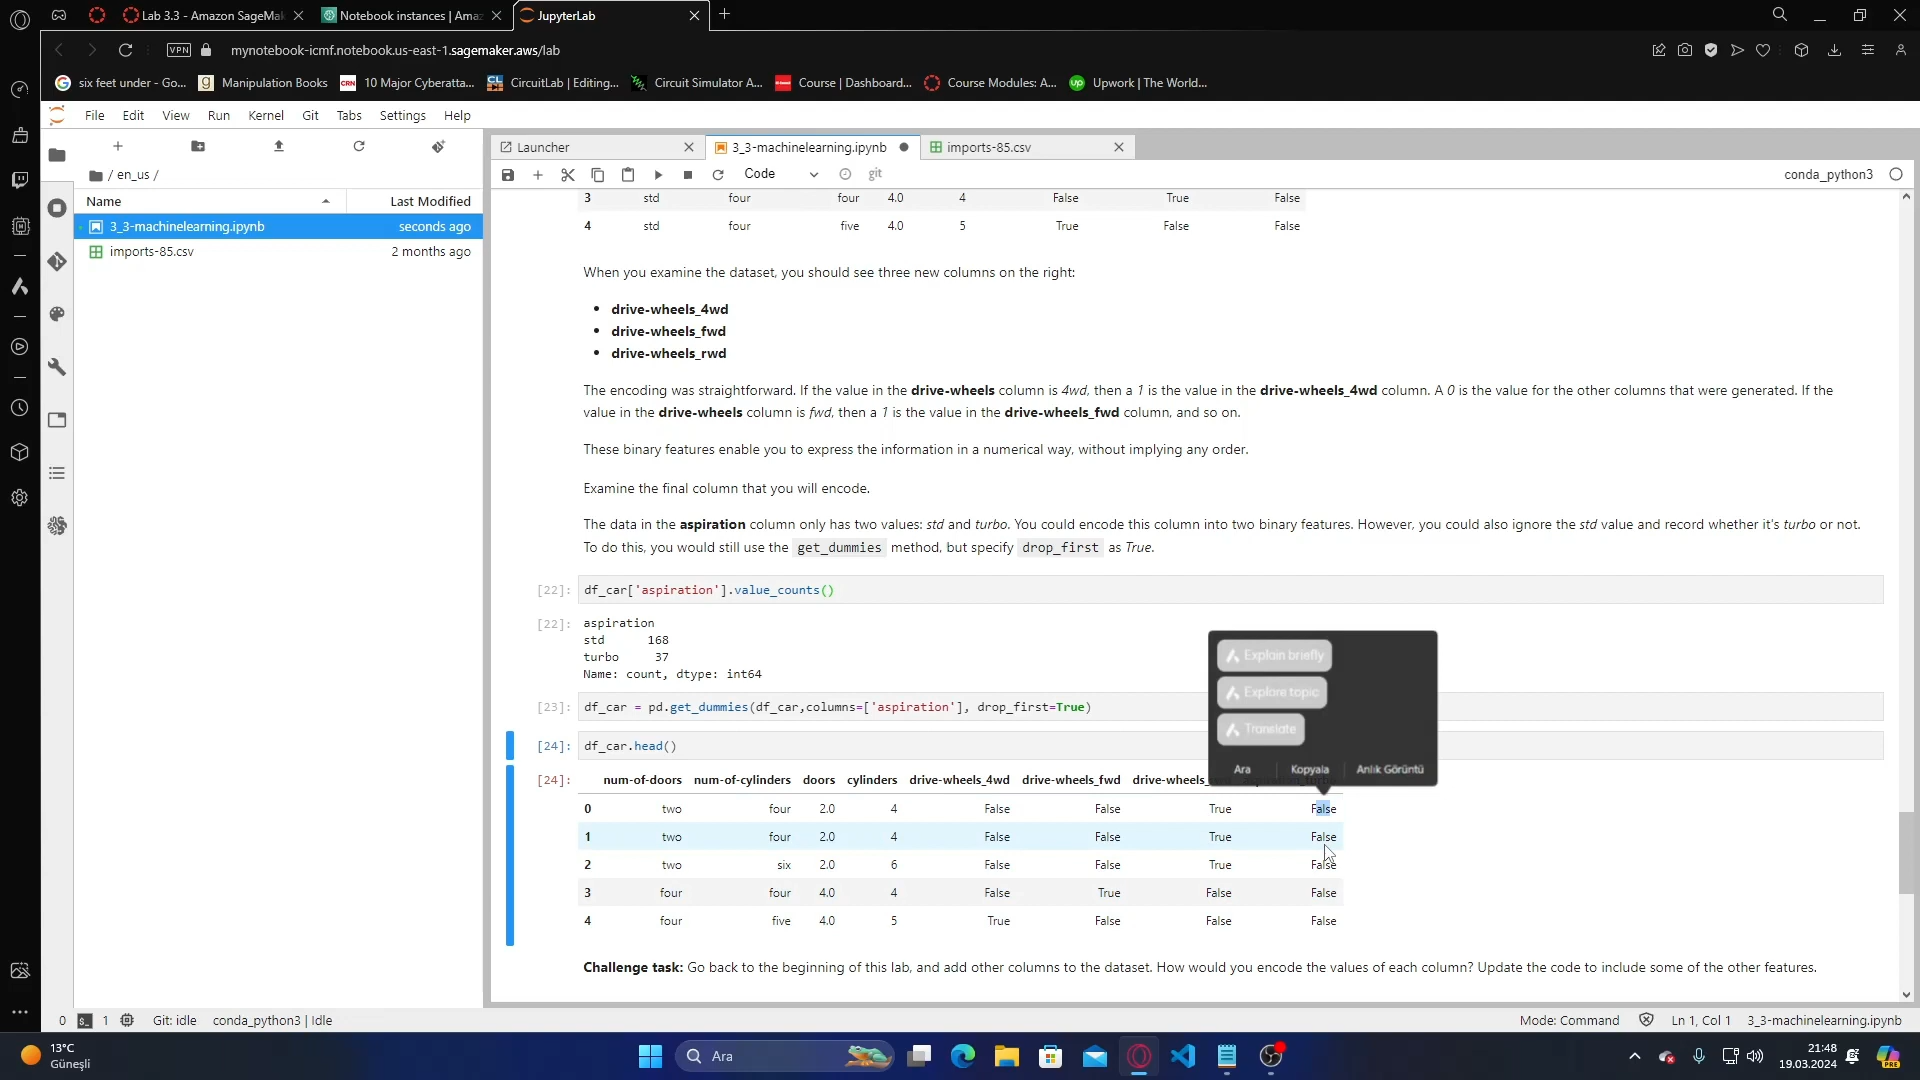 Lab 3.3 - Amazon SageMak
Notebook instances | Amaz
JupyterLab
VPN
mynotebook-icmf.notebook.us-east-1.sagemaker.aws/lab
six feet under - Go...
Manipulation Books
CRN
10 Major Cyberatta...
CL
CircuitLab | Editing...
Circuit Simulator A...
Course | Dashboard...
Course Modules: A...
up
Upwork | The World...
File Edit View Run Kernel Git Tabs Settings Help
Launcher
3_3-machinelearning.ipynb
imports-85.csv
/ en_us /
Code
git
conda_python3
Name
Last Modified
3_3-machinelearning.ipynb
seconds ago
imports-85.csv
2 months ago
3 std four four 4.0 4 False True False
4 std four five 4.0 5 True False False
When you examine the dataset, you should see three new columns on the right:
• drive-wheels_4wd
• drive-wheels_fwd
• drive-wheels_rwd
The encoding was straightforward. If the value in the drive-wheels column is 4wd, then a 1 is the value in the drive-wheels_4wd column. A 0 is the value for the other columns that were generated. If the
value in the drive-wheels column is fwd, then a 1 is the value in the drive-wheels_fwd column, and so on.
These binary features enable you to express the information in a numerical way, without implying any order.
Examine the final column that you will encode.
The data in the aspiration column only has two values: std and turbo. You could encode this column into two binary features. However, you could also ignore the std value and record whether it's turbo or not.
To do this, you would still use the get_dummies method, but specify drop_first as True.
[22]: df_car['aspiration'].value_counts()
[22]: aspiration
std 168
turbo 37
Name: count, dtype: int64
[23]: df_car = pd.get_dummies(df_car,columns=['aspiration'], drop_first=True)
[24]: df_car.head()
Explain briefly
Explore topic
Translate
Ara
Kopyala
Anlık Görüntü
[24]: num-of-doors num-of-cylinders doors cylinders drive-wheels_4wd drive-wheels_fwd
0 two four 2.0 4 False False True False
1 two four 2.0 4 False False True False
2 two six 2.0 6 False False True False
3 four four 4.0 4 False True False False
4 four five 4.0 5 True False False False
Challenge task: Go back to the beginning of this lab, and add other columns to the dataset. How would you encode the values of each column? Update the code to include some of the other features.
0
1
Git: idle
conda_python3 | Idle
Mode: Command
Ln 1, Col 1
3_3-machinelearning.ipynb
13°C
Güneşli
Ara
21:48
19.03.2024
PRE